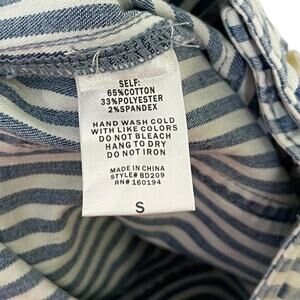 SELF:
65%COTTON
33%POLYESTER
2%SPANDEX
HAND WASH COLD
WITH LIKE COLORS
DO NOT BLEACH
HANG TO DRY
DO NOT IRON
MADE IN CHINA
STYLE# BD209
RN# 160194
S